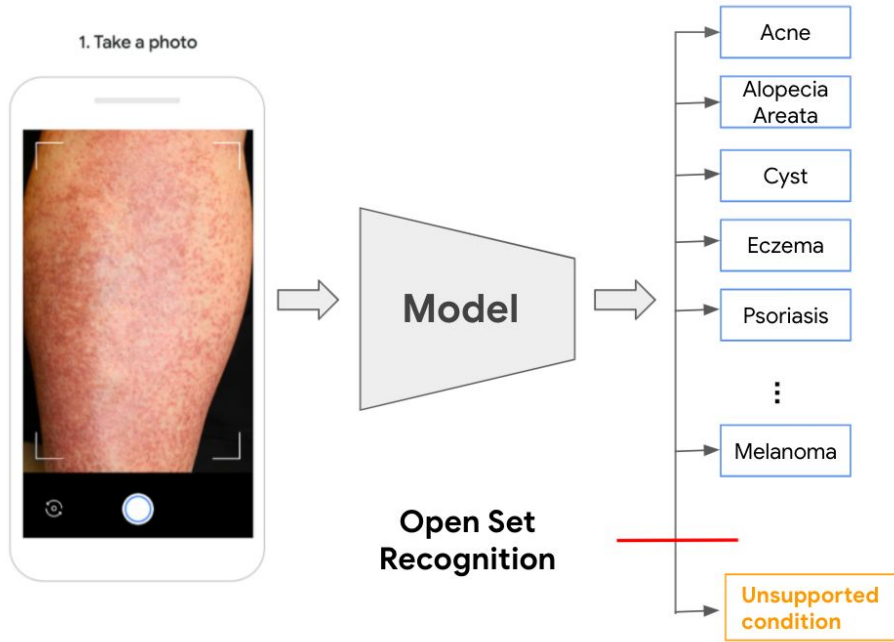 1. Take a photo
Model
Open Set
Recognition
Acne
Alopecia
Areata
Cyst
Eczema
Psoriasis
...
Melanoma
Unsupported
condition